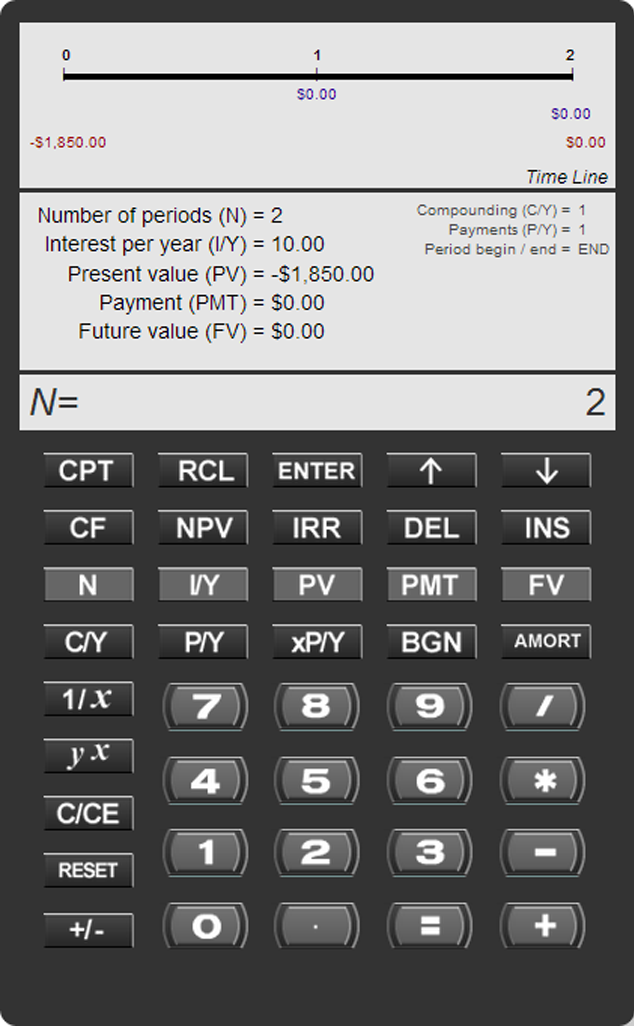 0 1 2
$0.00
$0.00
-$1,850.00 $0.00
Time Line
Number of periods (N) = 2
Interest per year (I/Y) = 10.00
Present value (PV) = -$1,850.00
Payment (PMT) = $0.00
Future value (FV) = $0.00
Compounding (C/Y) = 1
Payments (P/Y) = 1
Period begin / end = END
N= 2
CPT RCL ENTER ↑ ↓
CF NPV IRR DEL INS
N I/Y PV PMT FV
C/Y P/Y xP/Y BGN AMORT
1/x 7 8 9 /
y x 4 5 6 *
C/CE 1 2 3 -
RESET
+/- 0 . = +